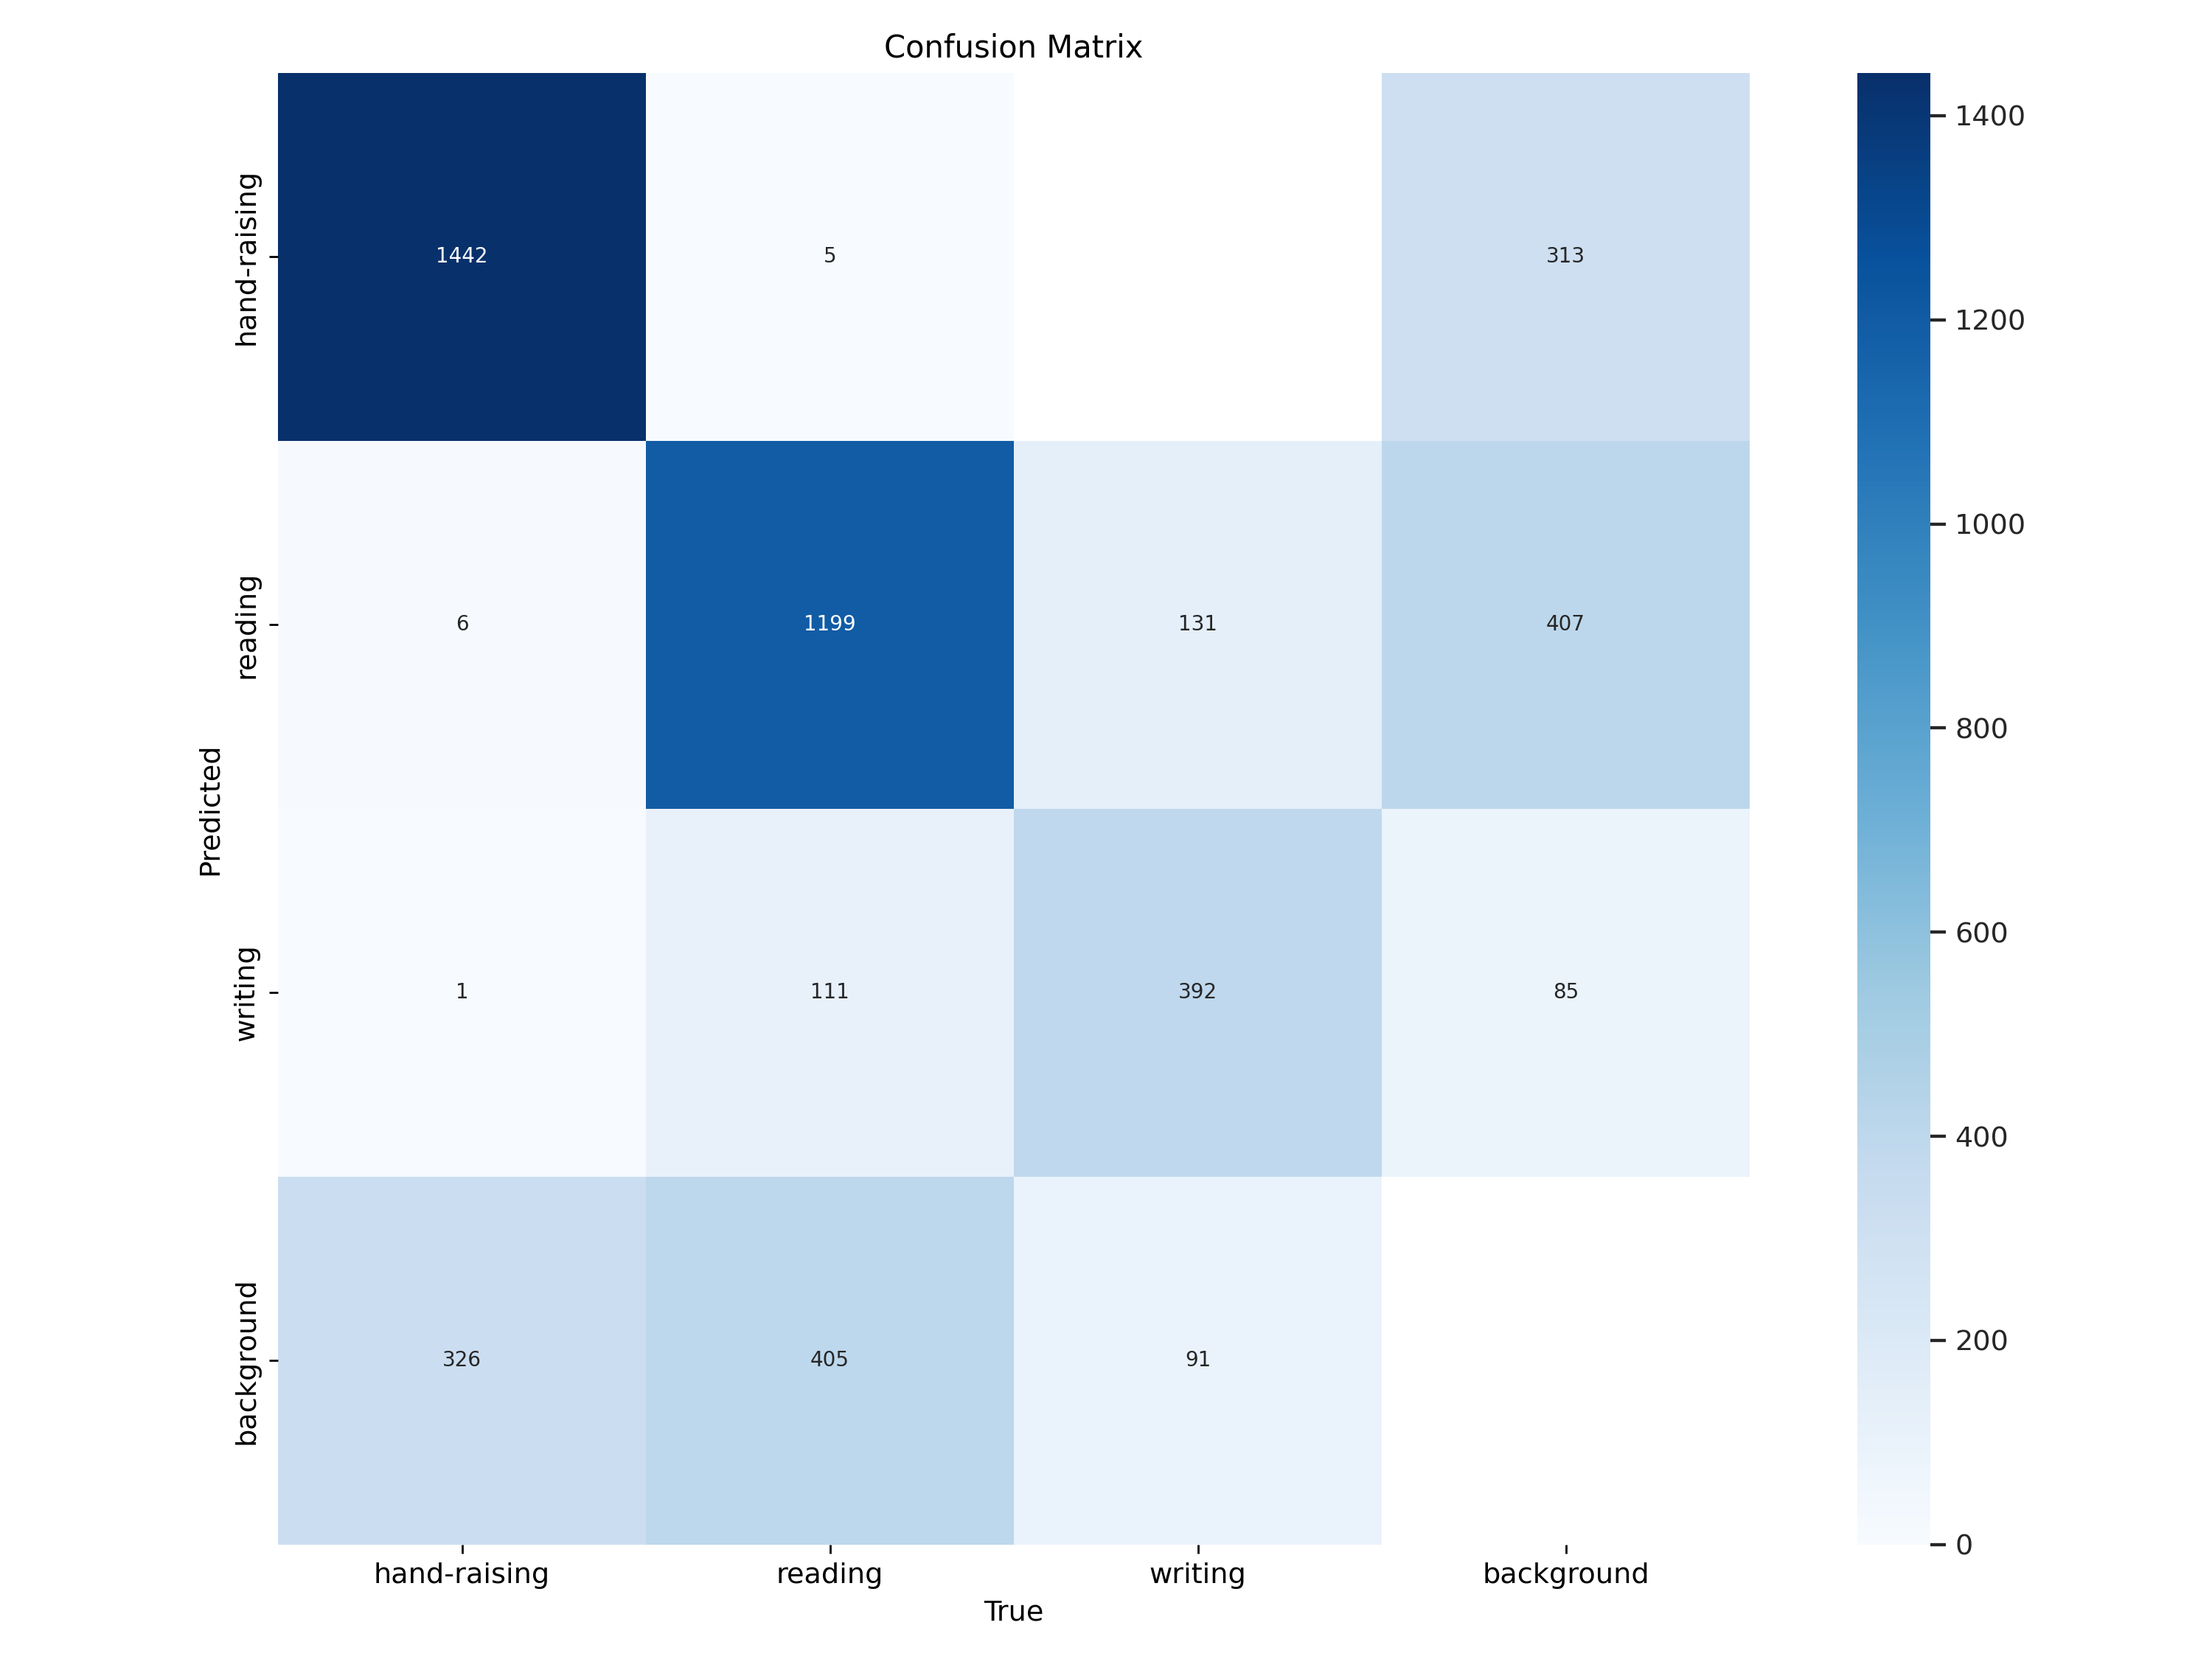 Confusion Matrix
hand-raising
1442
5
313
1400
1200
reading
6
1199
131
407
1000
800
Predicted
writing
1
111
392
85
600
400
background
326
405
91
200
0
hand-raising
reading
writing
background
True